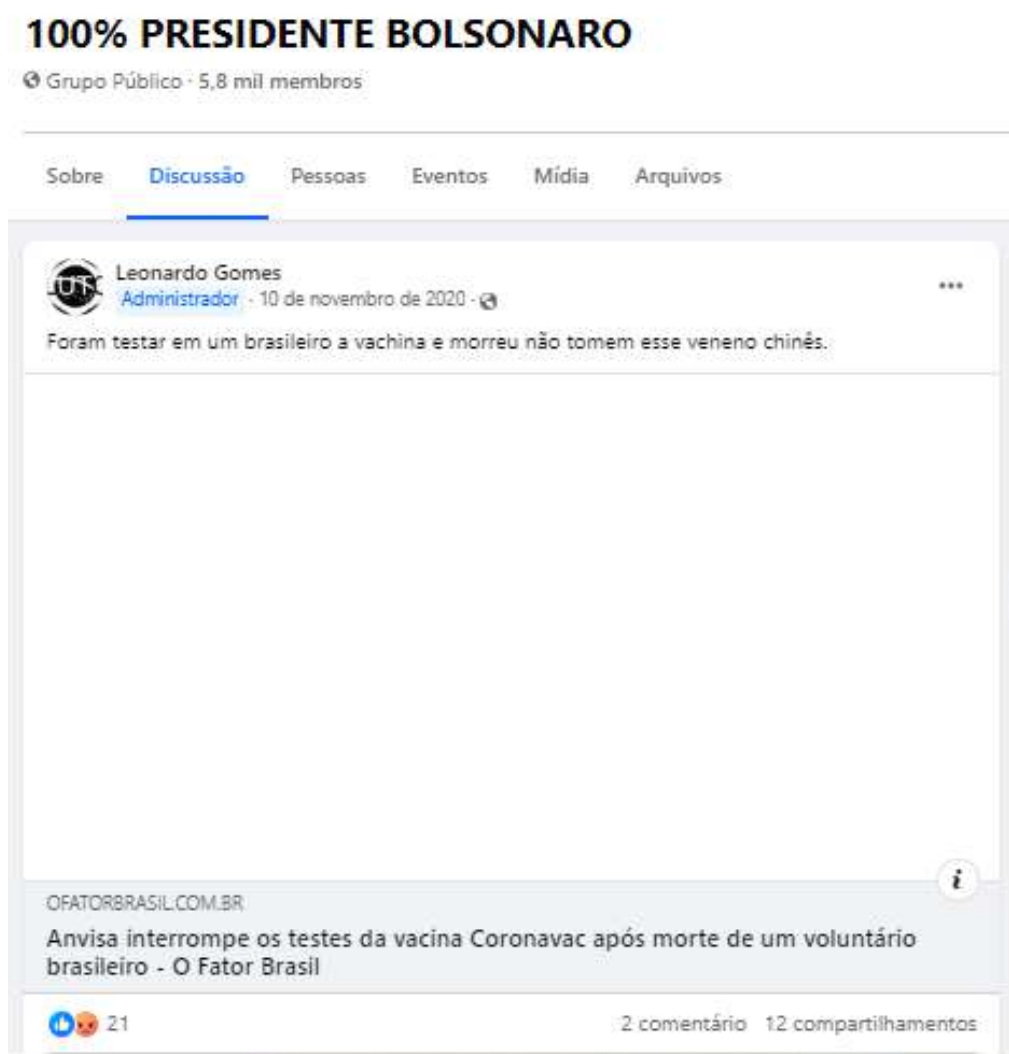 100% PRESIDENTE BOLSONARO
Grupo Público · 5,8 mil membros
Sobre Discussão Pessoas Eventos Mídia Arquivos
UTI
Leonardo Gomes
Administrador · 10 de novembro de 2020 ·
Foram testar em um brasileiro a vachina e morreu não tomem esse veneno chinês.
OFATORBRASIL.COM.BR
Anvisa interrompe os testes da vacina Coronavac após morte de um voluntário
brasileiro - O Fator Brasil
21 2 comentário 12 compartilhamentos